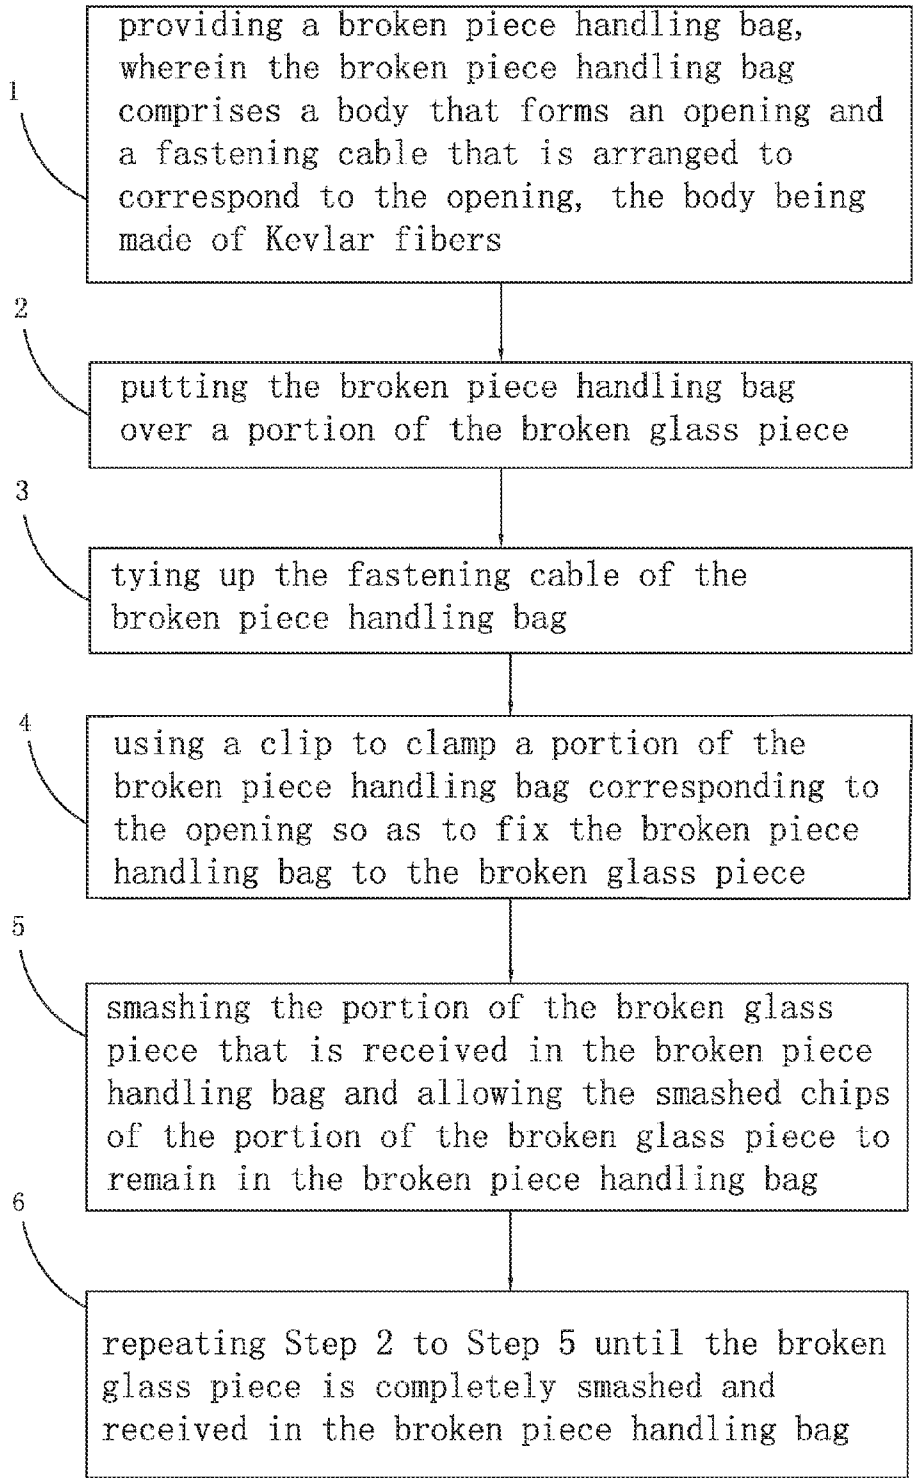 1
providing a broken piece handling bag,
wherein the broken piece handling bag
comprises a body that forms an opening and
a fastening cable that is arranged to
correspond to the opening, the body being
made of Kevlar fibers
2
putting the broken piece handling bag
over a portion of the broken glass piece
3
tying up the fastening cable of the
broken piece handling bag
4
using a clip to clamp a portion of the
broken piece handling bag corresponding to
the opening so as to fix the broken piece
handling bag to the broken glass piece
5
smashing the portion of the broken glass
piece that is received in the broken piece
handling bag and allowing the smashed chips
of the portion of the broken glass piece to
remain in the broken piece handling bag
6
repeating Step 2 to Step 5 until the broken
glass piece is completely smashed and
received in the broken piece handling bag